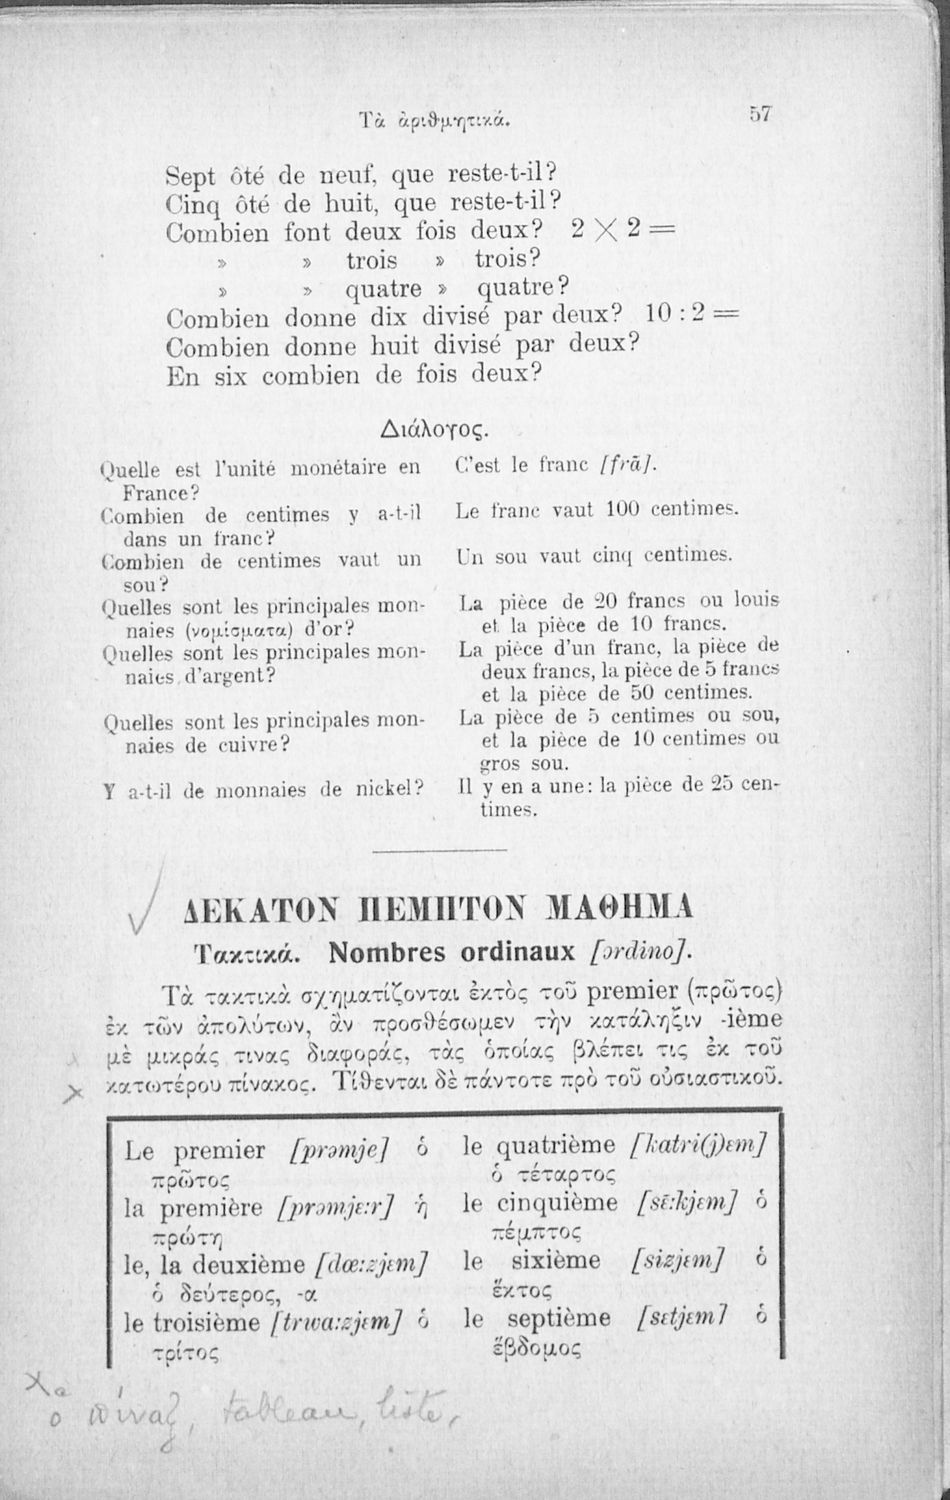 Τὰ ἀριθμητικά.
57
Sept ôté de neuf, que reste-t-il?
Cinq ôté de huit, que reste-t-il?
Combien font deux fois deux? 2 × 2 =
» » trois » trois?
» » quatre » quatre?
Combien donne dix divisé par deux? 10 : 2 =
Combien donne huit divisé par deux?
En six combien de fois deux?
Διάλογος.
Quelle est l'unité monétaire en
France?
C'est le franc [frã].
Combien de centimes y a-t-il
dans un franc?
Le franc vaut 100 centimes.
Combien de centimes vaut un
sou?
Un sou vaut cinq centimes.
Quelles sont les principales mon-
naies (νομίσματα) d'or?
La pièce de 20 francs ou louis
et la pièce de 10 francs.
Quelles sont les principales mon-
naies d'argent?
La pièce d'un franc, la pièce de
deux francs, la pièce de 5 francs
et la pièce de 50 centimes.
Quelles sont les principales mon-
naies de cuivre?
La pièce de 5 centimes ou sou,
et la pièce de 10 centimes ou
gros sou.
Y a-t-il de monnaies de nickel?
Il y en a une: la pièce de 25 cen-
times.
ΔΕΚΑΤΟΝ ΠΕΜΠΤΟΝ ΜΑΘΗΜΑ
Τακτικά. Nombres ordinaux [ɔrdino].
Τὰ τακτικὰ σχηματίζονται ἐκτὸς τοῦ premier (πρῶτος)
ἐκ τῶν ἀπολύτων, ἂν προσθέσωμεν τὴν κατάληξιν -ième
μὲ μικράς τινας διαφοράς, τὰς ὁποίας βλέπει τις ἐκ τοῦ
κατωτέρου πίνακος. Τίθενται δὲ πάντοτε πρὸ τοῦ οὐσιαστικοῦ.
Le premier [prəmje] ὁ
πρῶτος
la première [prəmjɛ:r] ἡ
πρώτη
le, la deuxième [dœ:zjɛm]
ὁ δεύτερος, -α
le troisième [trwa:zjɛm] ὁ
τρίτος
le quatrième [katri(j)ɛm]
ὁ τέταρτος
le cinquième [sɛ̃:kjɛm] ὁ
πέμπτος
le sixième [sizjɛm] ὁ
ἕκτος
le septième [sɛtjɛm] ὁ
ἕβδομος
ὁ πίναξ, tableau, liste,